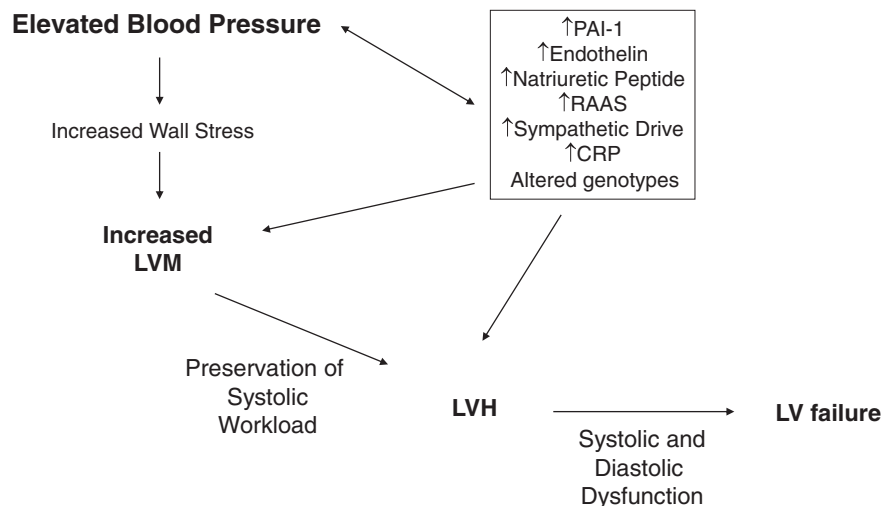 Elevated Blood Pressure
↑PAI-1
↑Endothelin
↑Natriuretic Peptide
↑RAAS
↑Sympathetic Drive
↑CRP
Altered genotypes
Increased Wall Stress
Increased
LVM
Preservation of
Systolic
Workload
LVH
Systolic and
Diastolic
Dysfunction
LV failure